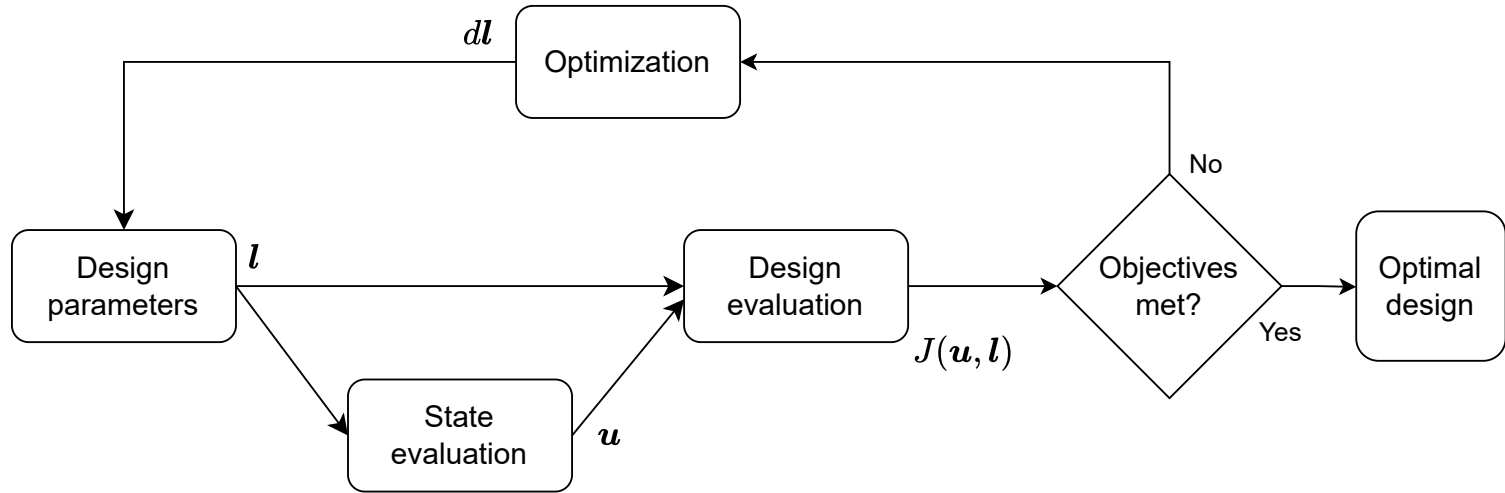 dl
Optimization
No
Design
parameters
l
Design
evaluation
Objectives
met?
Optimal
design
Yes
J(u, l)
State
evaluation
u